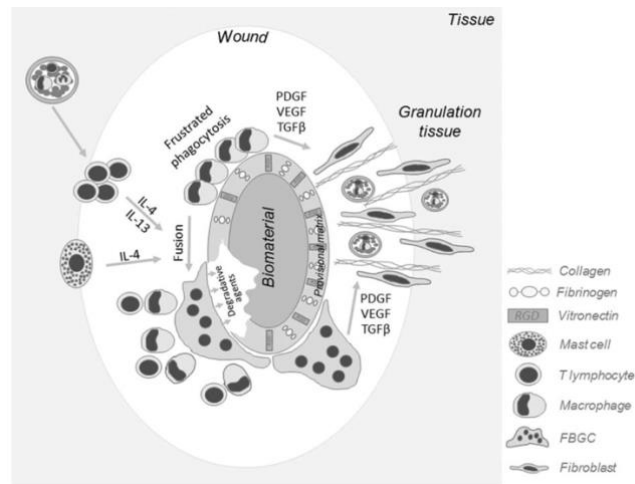 Tissue
Wound
PDGF
VEGF
TGFβ
Frustrated
phagocytosis
Granulation
tissue
IL-4
IL-13
IL-4
Fusion
Biomaterial
Provisional matrix
Degradative
agents
PDGF
VEGF
TGFβ
Collagen
Fibrinogen
RGD Vitronectin
Mast cell
T lymphocyte
Macrophage
FBGC
Fibroblast